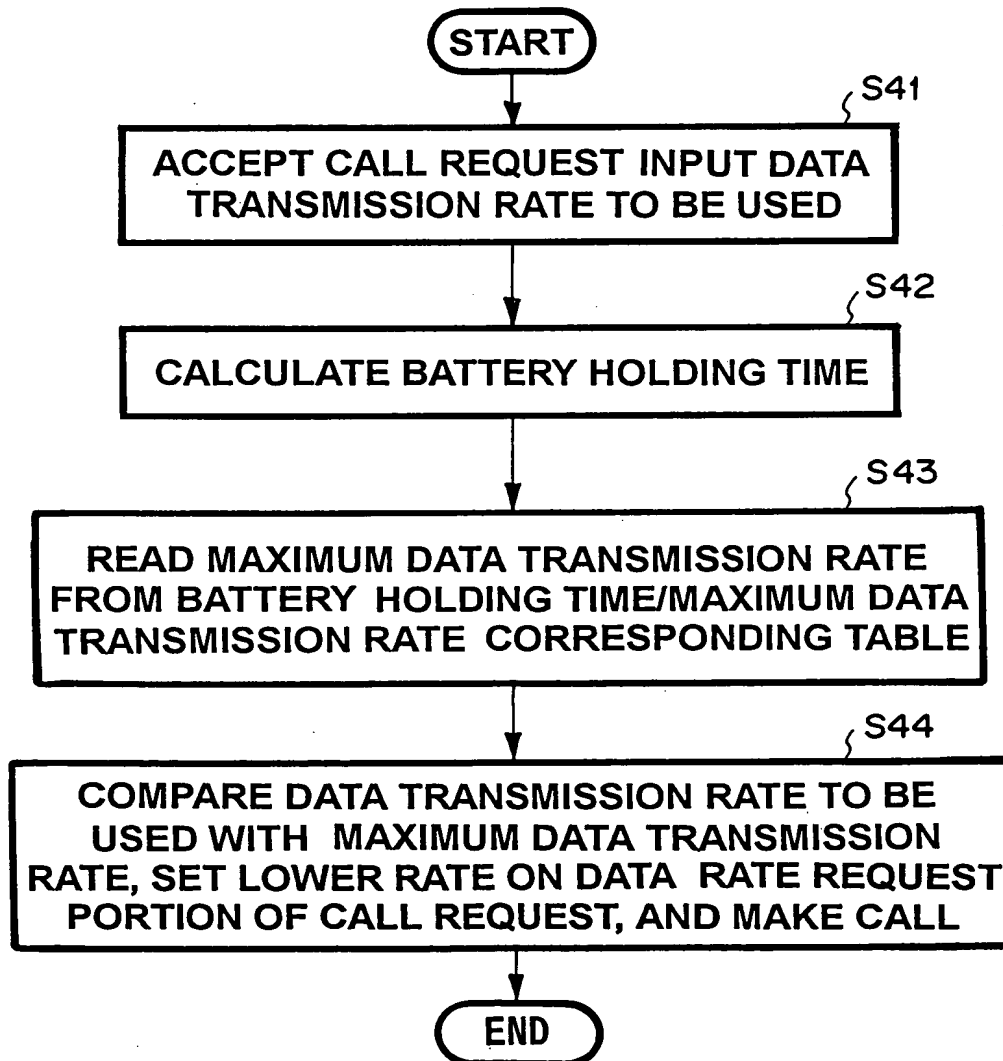 START
S41
ACCEPT CALL REQUEST INPUT DATA
TRANSMISSION RATE TO BE USED
S42
CALCULATE BATTERY HOLDING TIME
S43
READ MAXIMUM DATA TRANSMISSION RATE
FROM BATTERY HOLDING TIME/MAXIMUM DATA
TRANSMISSION RATE CORRESPONDING TABLE
S44
COMPARE DATA TRANSMISSION RATE TO BE
USED WITH MAXIMUM DATA TRANSMISSION
RATE, SET LOWER RATE ON DATA RATE REQUEST
PORTION OF CALL REQUEST, AND MAKE CALL
END